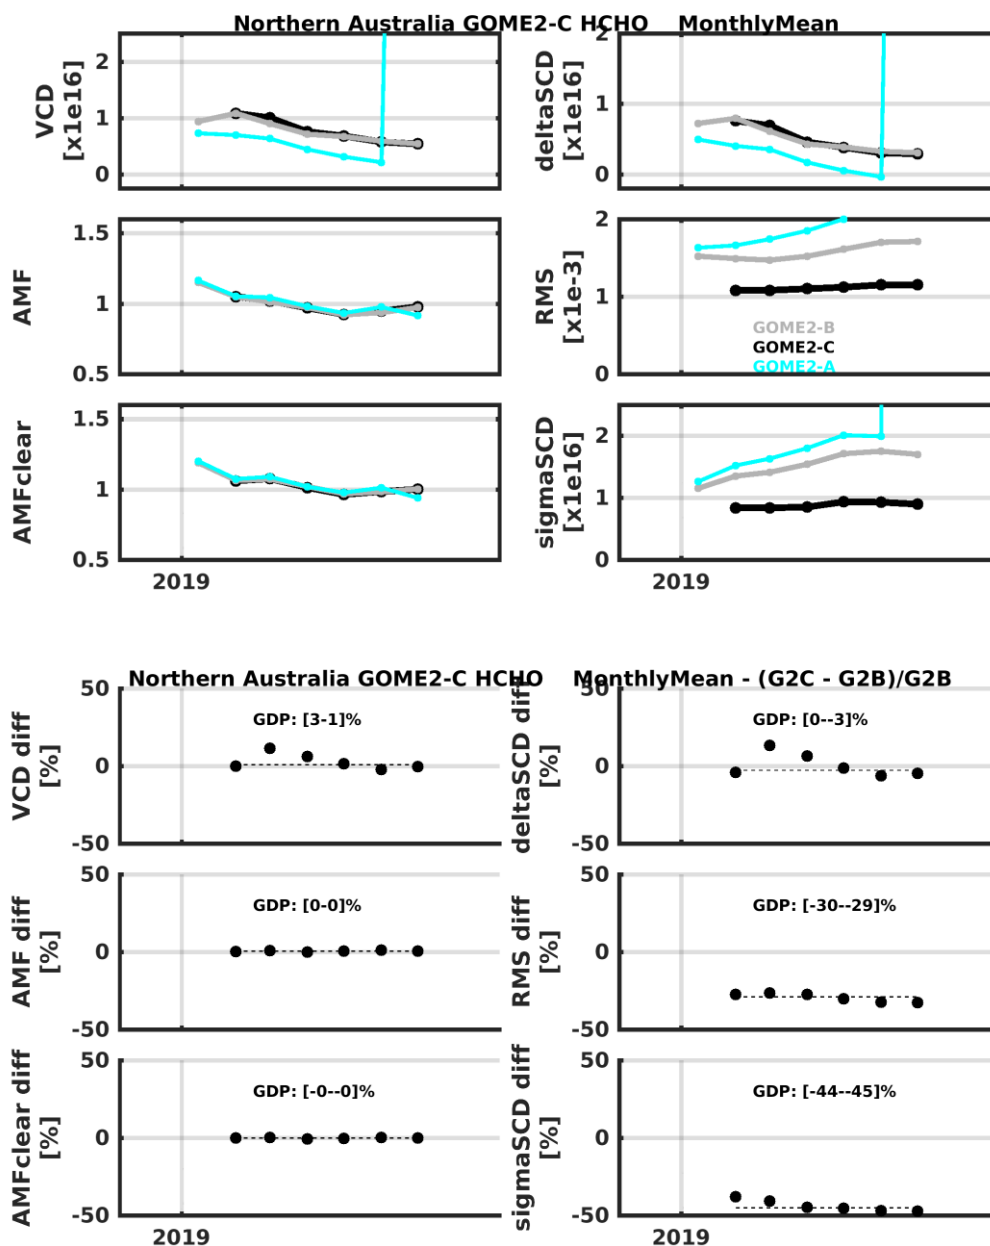 Northern Australia GOME2-C HCHO MonthlyMean
VCD
[x1e16]
2
1
0
deltaSCD
[x1e16]
2
1
0
AMF
1.5
1
0.5
RMS
[x1e-3]
2
1
0
GOME2-B
GOME2-C
GOME2-A
AMFclear
1.5
1
0.5
2019
sigmaSCD
[x1e16]
2
1
0
2019
Northern Australia GOME2-C HCHO MonthlyMean - (G2C - G2B)/G2B
VCD diff
[%]
50
0
-50
GDP: [3-1]%
deltaSCD diff
[%]
50
0
-50
GDP: [0--3]%
AMF diff
[%]
50
0
-50
GDP: [0-0]%
RMS diff
[%]
50
0
-50
GDP: [-30--29]%
AMFclear diff
[%]
50
0
-50
GDP: [-0--0]%
2019
sigmaSCD diff
[%]
50
0
-50
GDP: [-44--45]%
2019